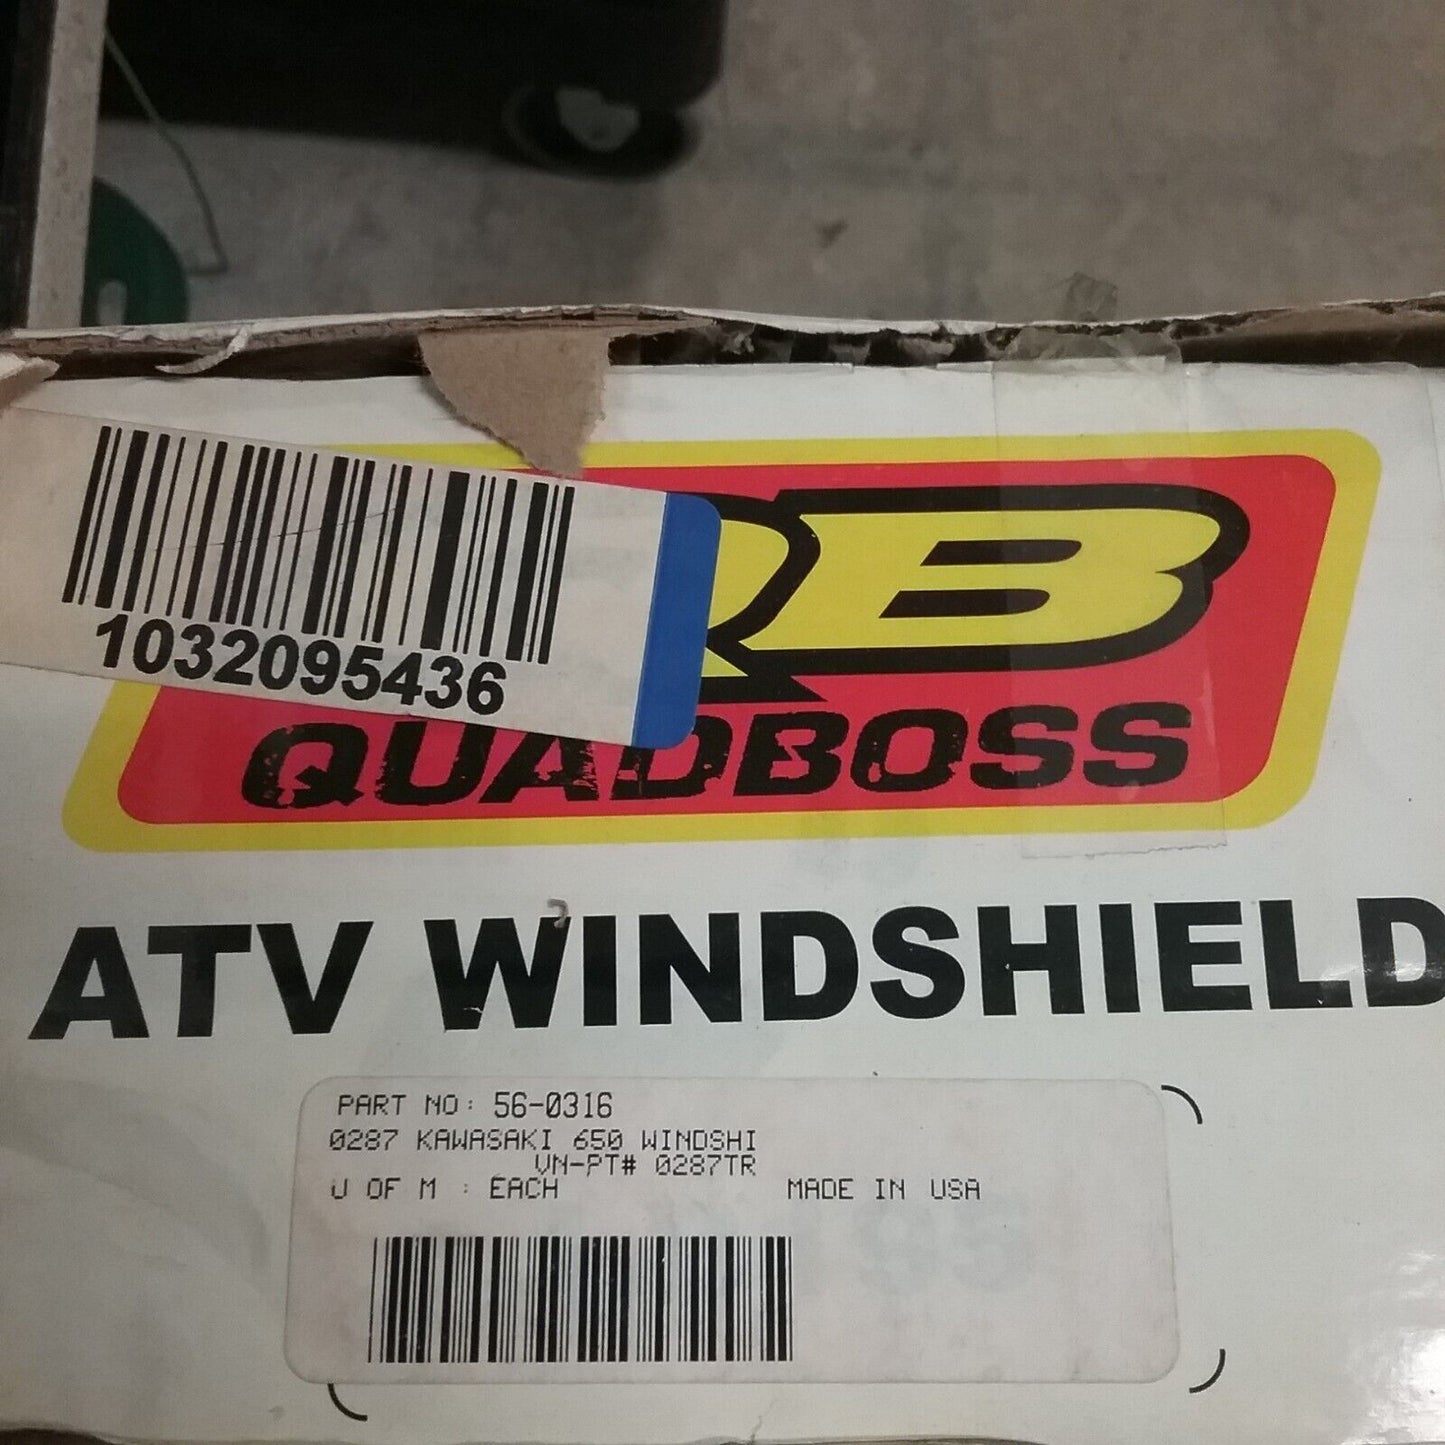 1032095436
QB
QUADBOSS
ATV WINDSHIELD
PART NO: 56-0316
0287 KAWASAKI 650 WINDSHI
VN-PT# 0287TR
U OF M : EACH MADE IN USA